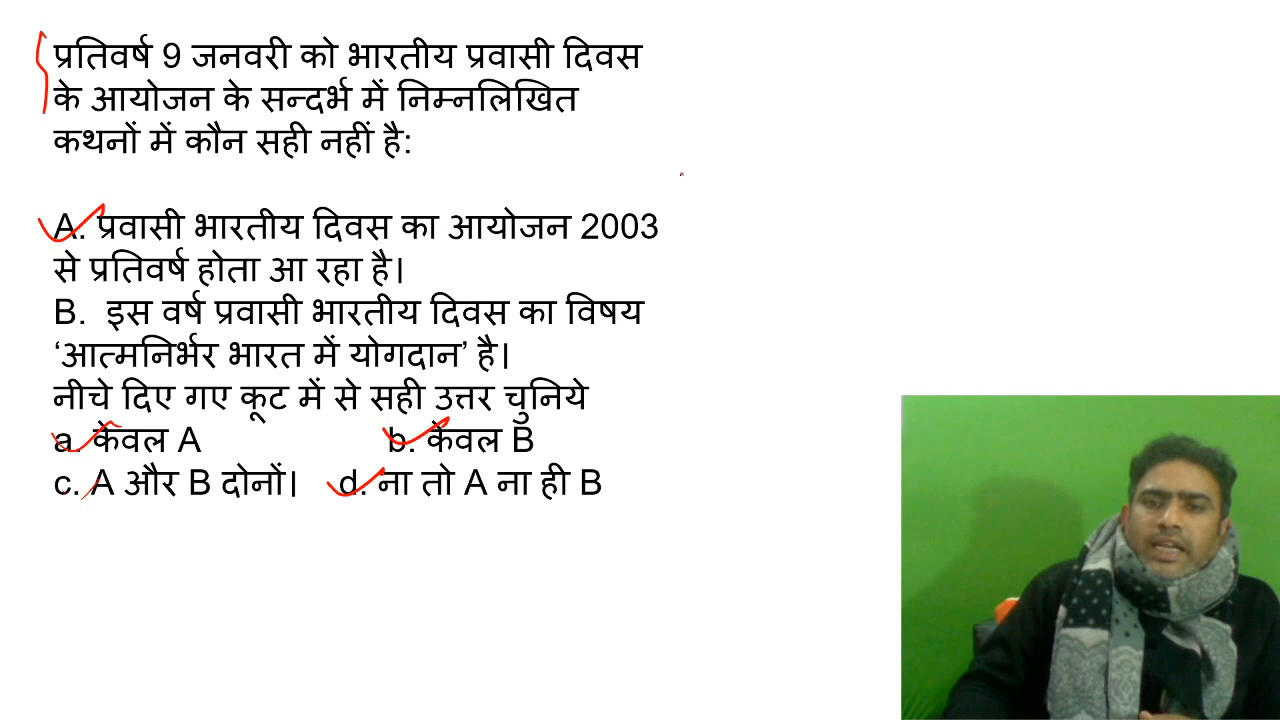 प्रतिवर्ष 9 जनवरी को भारतीय प्रवासी दिवस
के आयोजन के सन्दर्भ में निम्नलिखित
कथनों में कौन सही नहीं है:
A. प्रवासी भारतीय दिवस का आयोजन 2003
से प्रतिवर्ष होता आ रहा है।
B. इस वर्ष प्रवासी भारतीय दिवस का विषय
‘आत्मनिर्भर भारत में योगदान’ है।
नीचे दिए गए कूट में से सही उत्तर चुनिये
a. केवल A b. केवल B
c. A और B दोनों। d. ना तो A ना ही B